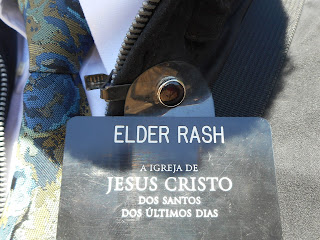 ELDER RASH
A IGREJA DE
JESUS CRISTO
DOS SANTOS
DOS ÚLTIMOS DIAS